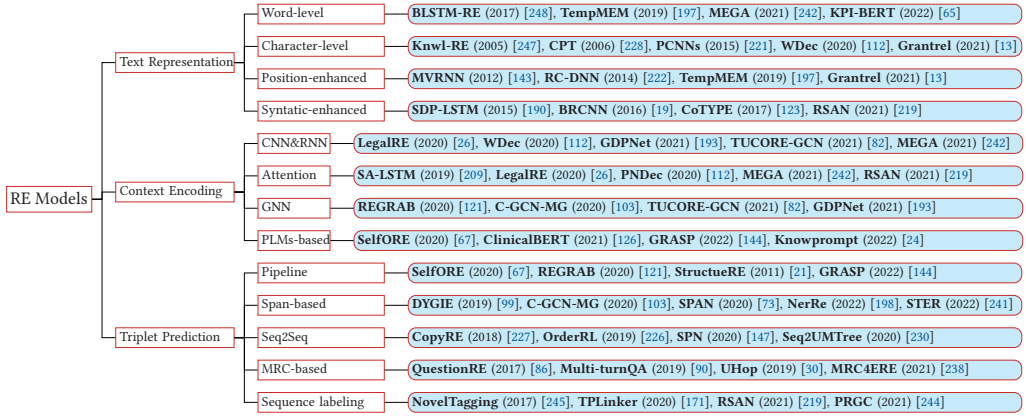 RE Models
Text Representation
Word-level
BLSTM-RE (2017) [248], TempMEM (2019) [197], MEGA (2021) [242], KPI-BERT (2022) [65]
Character-level
Knwl-RE (2005) [247], CPT (2006) [228], PCNNs (2015) [221], WDec (2020) [112], Grantrel (2021) [13]
Position-enhanced
MVRNN (2012) [143], RC-DNN (2014) [222], TempMEM (2019) [197], Grantrel (2021) [13]
Syntatic-enhanced
SDP-LSTM (2015) [190], BRCNN (2016) [19], CoTYPE (2017) [123], RSAN (2021) [219]
Context Encoding
CNN&RNN
LegalRE (2020) [26], WDec (2020) [112], GDPNet (2021) [193], TUCORE-GCN (2021) [82], MEGA (2021) [242]
Attention
SA-LSTM (2019) [209], LegalRE (2020) [26], PNDec (2020) [112], MEGA (2021) [242], RSAN (2021) [219]
GNN
REGRAB (2020) [121], C-GCN-MG (2020) [103], TUCORE-GCN (2021) [82], GDPNet (2021) [193]
PLMs-based
SelfORE (2020) [67], ClinicalBERT (2021) [126], GRASP (2022) [144], Knowprompt (2022) [24]
Triplet Prediction
Pipeline
SelfORE (2020) [67], REGRAB (2020) [121], StructueRE (2011) [21], GRASP (2022) [144]
Span-based
DYGIE (2019) [99], C-GCN-MG (2020) [103], SPAN (2020) [73], NerRe (2022) [198], STER (2022) [241]
Seq2Seq
CopyRE (2018) [227], OrderRL (2019) [226], SPN (2020) [147], Seq2UMTree (2020) [230]
MRC-based
QuestionRE (2017) [86], Multi-turnQA (2019) [90], UHop (2019) [30], MRC4ERE (2021) [238]
Sequence labeling
NovelTagging (2017) [245], TPLinker (2020) [171], RSAN (2021) [219], PRGC (2021) [244]